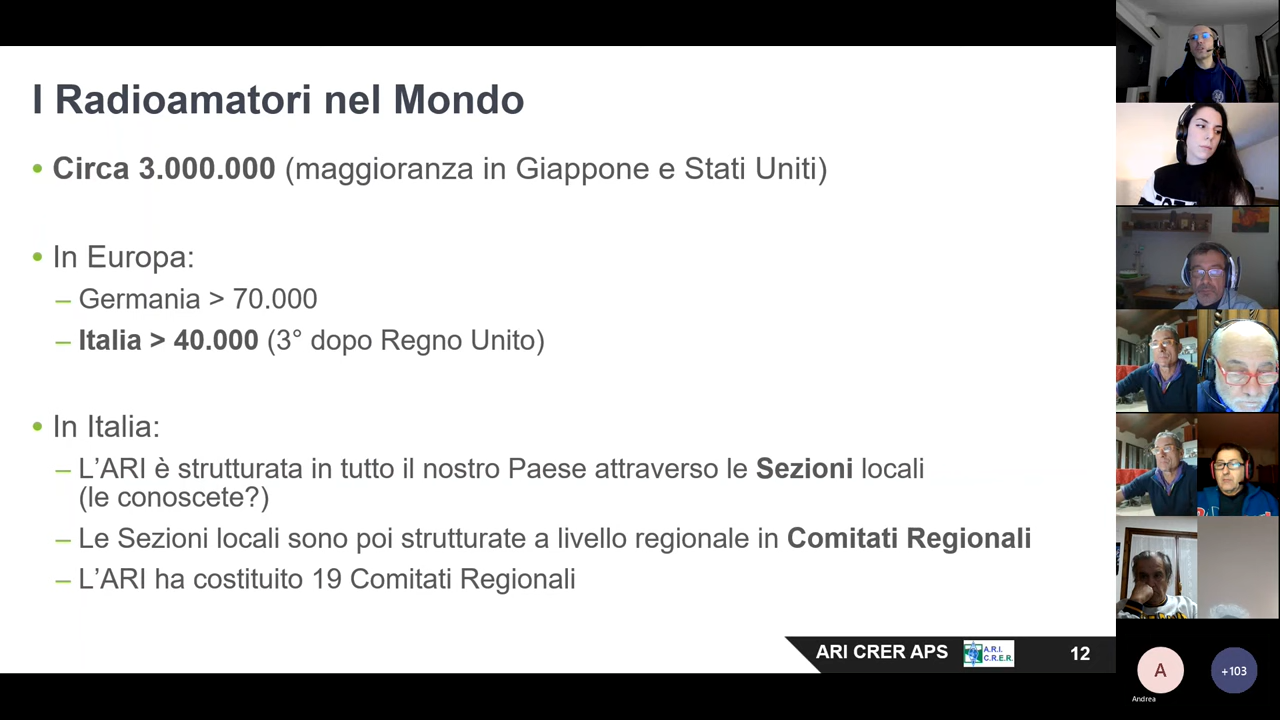 I Radioamatori nel Mondo
• Circa 3.000.000 (maggioranza in Giappone e Stati Uniti)
• In Europa:
– Germania > 70.000
– Italia > 40.000 (3° dopo Regno Unito)
• In Italia:
– L’ARI è strutturata in tutto il nostro Paese attraverso le Sezioni locali
(le conoscete?)
– Le Sezioni locali sono poi strutturate a livello regionale in Comitati Regionali
– L’ARI ha costituito 19 Comitati Regionali
ARI CRER APS
A.R.I.
C.R.E.R.
12
A
+103
Andrea